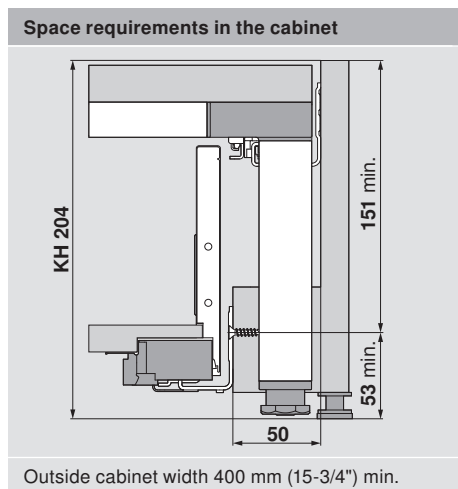 Space requirements in the cabinet
KH 204
151 min.
53 min.
50
Outside cabinet width 400 mm (15-3/4") min.